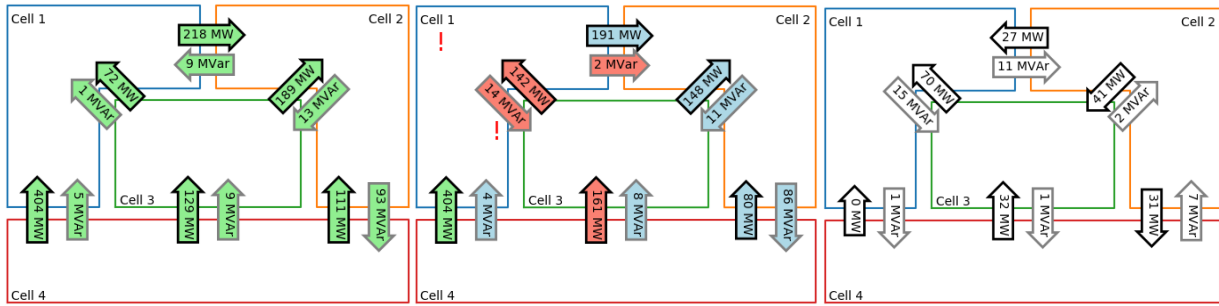 Cell 1
Cell 2
218 MW
9 MVar
72 MW
1 MVAr
189 MW
13 MVAr
Cell 3
404 MW
5 MVAr
129 MW
9 MVAr
111 MW
93 MVAr
Cell 4
Cell 1
!
Cell 2
191 MW
2 MVar
142 MW
14 MVAr
!
148 MW
11 MVAr
Cell 3
404 MW
4 MVAr
161 MW
8 MVAr
80 MW
86 MVAr
Cell 4
Cell 1
Cell 2
27 MW
11 MVar
70 MW
15 MVAr
41 MW
2 MVAr
Cell 3
0 MW
1 MVAr
32 MW
1 MVAr
31 MW
7 MVAr
Cell 4